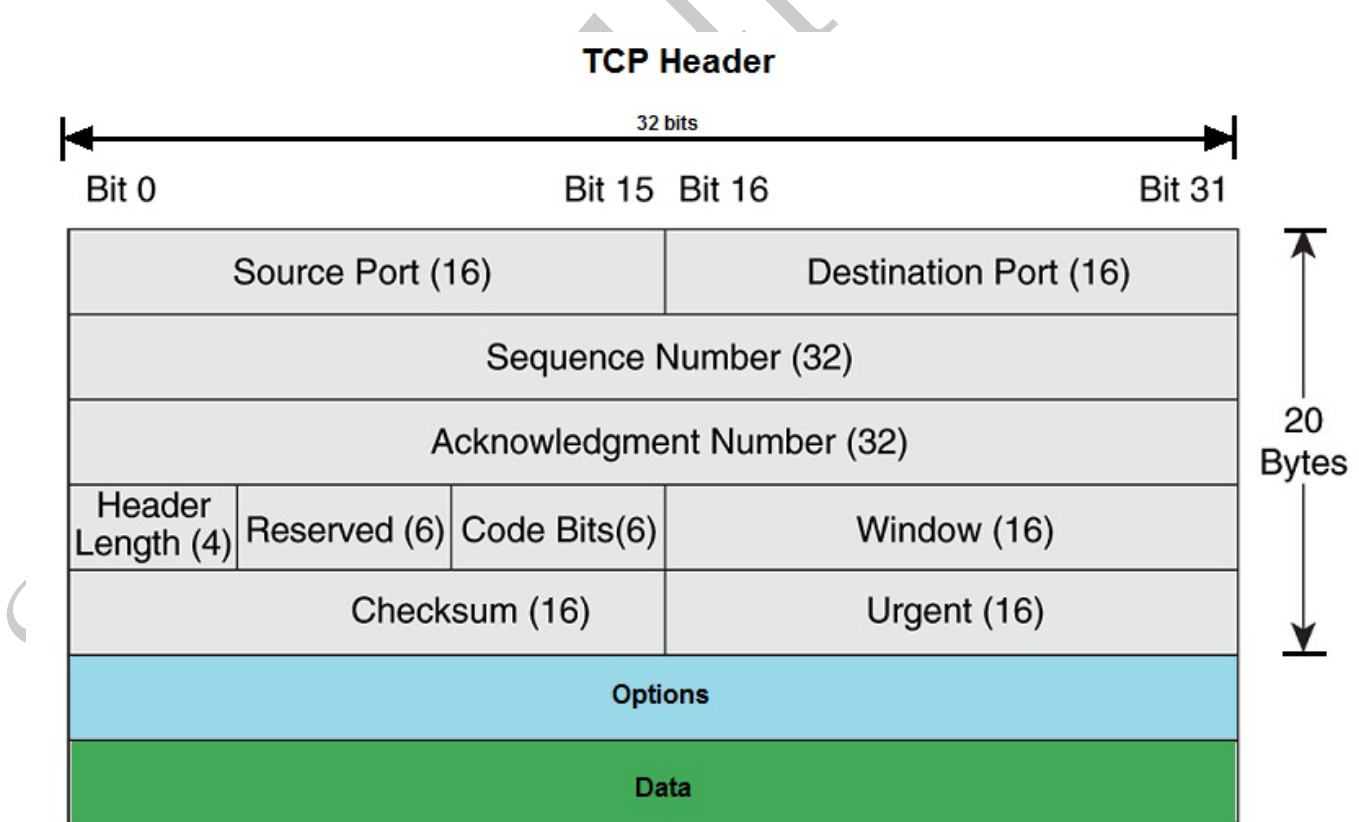 TCP Header
32 bits
Bit 0 Bit 15 Bit 16 Bit 31
Source Port (16) Destination Port (16)
Sequence Number (32)
Acknowledgment Number (32)
20
Bytes
Header
Length (4) Reserved (6) Code Bits(6) Window (16)
Checksum (16) Urgent (16)
Options
Data